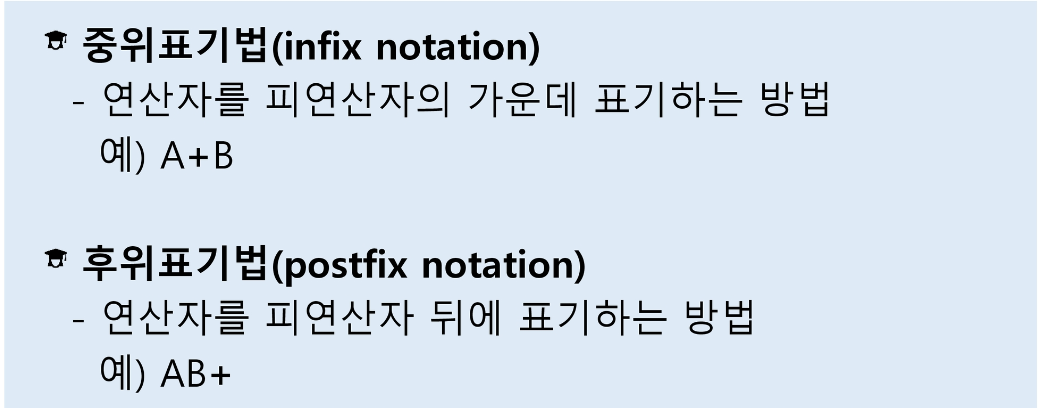 중위표기법(infix notation)
- 연산자를 피연산자의 가운데 표기하는 방법
예) A+B
후위표기법(postfix notation)
- 연산자를 피연산자 뒤에 표기하는 방법
예) AB+